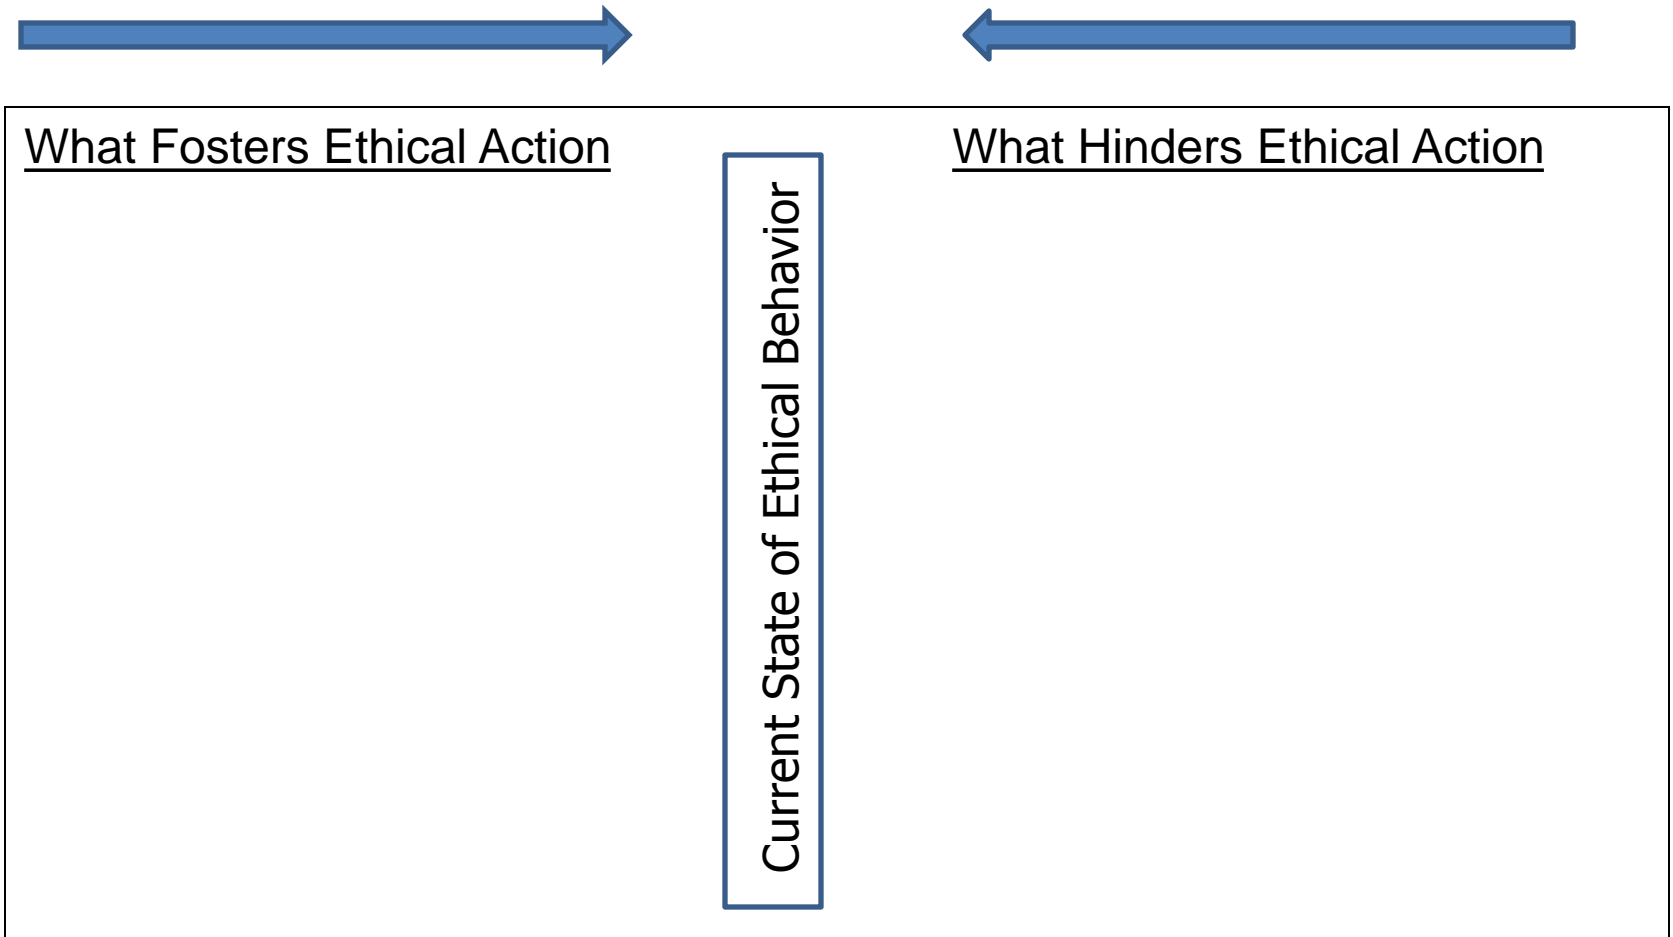 What Fosters Ethical Action
Current State of Ethical Behavior
What Hinders Ethical Action